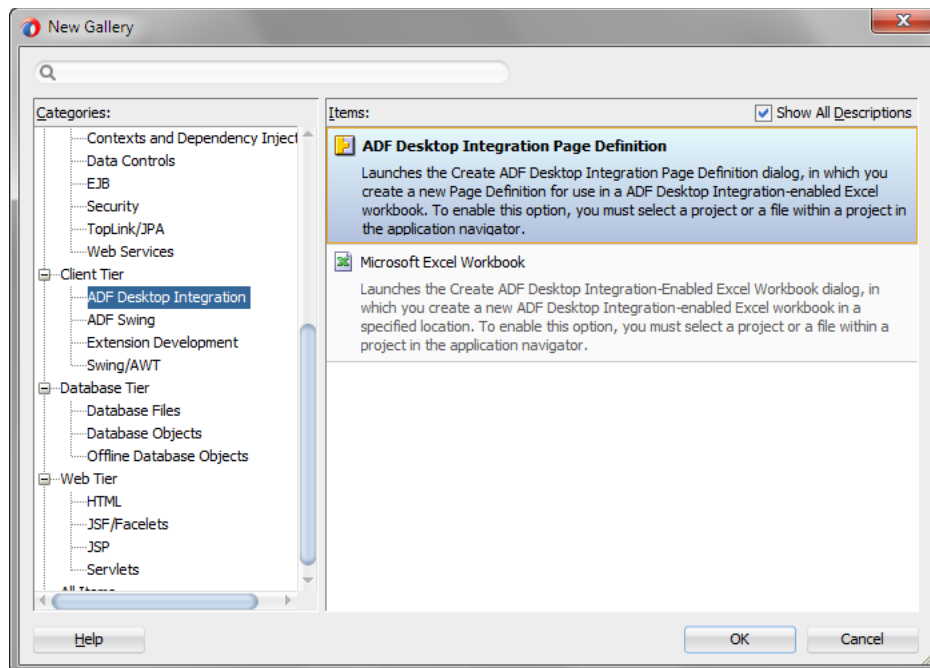 New Gallery
Categories:
Contexts and Dependency Inject
Data Controls
EJB
Security
TopLink/JPA
Web Services
Client Tier
ADF Desktop Integration
ADF Swing
Extension Development
Swing/AWT
Database Tier
Database Files
Database Objects
Offline Database Objects
Web Tier
HTML
JSF/Facelets
JSP
Servlets
All Items
Items:
Show All Descriptions
ADF Desktop Integration Page Definition
Launches the Create ADF Desktop Integration Page Definition dialog, in which you
create a new Page Definition for use in a ADF Desktop Integration-enabled Excel
workbook. To enable this option, you must select a project or a file within a project in
the application navigator.
Microsoft Excel Workbook
Launches the Create ADF Desktop Integration-Enabled Excel Workbook dialog, in
which you create a new ADF Desktop Integration-enabled Excel workbook in a
specified location. To enable this option, you must select a project or a file within a
project in the application navigator.
Help
OK
Cancel